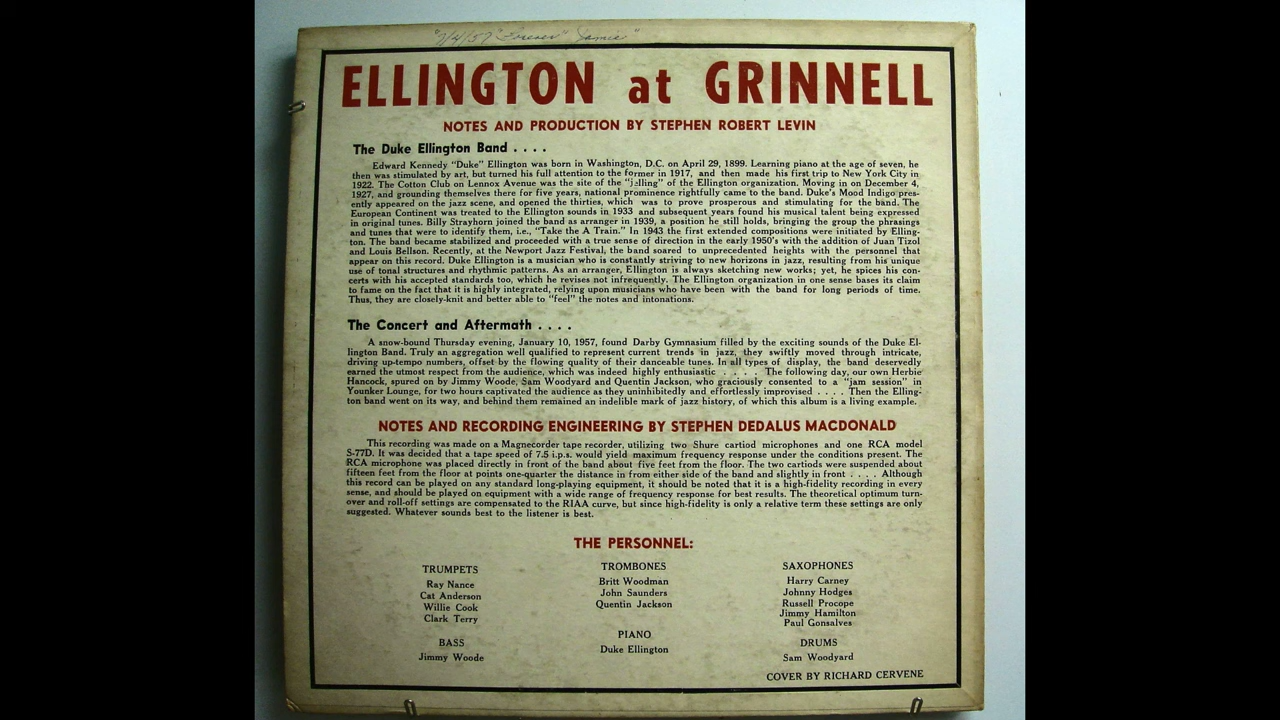 "7/4/57" "Forever" Jamie"
ELLINGTON at GRINNELL
NOTES AND PRODUCTION BY STEPHEN ROBERT LEVIN
The Duke Ellington Band . . . .
Edward Kennedy "Duke" Ellington was born in Washington, D.C. on April 29, 1899. Learning piano at the age of seven, he
then was stimulated by art, but turned his full attention to the former in 1917, and then made his first trip to New York City in
1922. The Cotton Club on Lennox Avenue was the site of the "jelling" of the Ellington organization. Moving in on December 4,
1927, and grounding themselves there for five years, national prominence rightfully came to the band. Duke's Mood Indigo pres-
ently appeared on the jazz scene, and opened the thirties, which was to prove prosperous and stimulating for the band. The
European Continent was treated to the Ellington sounds in 1933 and subsequent years found his musical talent being expressed
in original tunes. Billy Strayhorn joined the band as arranger in 1939, a position he still holds, bringing the group the phrasings
and tunes that were to identify them, i.e., "Take the A Train." In 1943 the first extended compositions were initiated by Elling-
ton. The band became stabilized and proceeded with a true sense of direction in the early 1950's with the addition of Juan Tizol
and Louis Bellson. Recently, at the Newport Jazz Festival, the band soared to unprecedented heights with the personnel that
appear on this record. Duke Ellington is a musician who is constantly striving to new horizons in jazz, resulting from his unique
use of tonal structures and rhythmic patterns. As an arranger, Ellington is always sketching new works; yet, he spices his con-
certs with his accepted standards too, which he revises not infrequently. The Ellington organization in one sense bases its claim
to fame on the fact that it is highly integrated, relying upon musicians who have been with the band for long periods of time.
Thus, they are closely-knit and better able to "feel" the notes and intonations.
The Concert and Aftermath . . . .
A snow-bound Thursday evening, January 10, 1957, found Darby Gymnasium filled by the exciting sounds of the Duke El-
lington Band. Truly an aggregation well qualified to represent current trends in jazz, they swiftly moved through intricate,
driving up-tempo numbers, offset by the flowing quality of their danceable tunes. In all types of display, the band deservedly
earned the utmost respect from the audience, which was indeed highly enthusiastic . . . . The following day, our own Herbie
Hancock, spured on by Jimmy Woode, Sam Woodyard and Quentin Jackson, who graciously consented to a "jam session" in
Younker Lounge, for two hours captivated the audience as they uninhibitedly and effortlessly improvised . . . . Then the Elling-
ton band went on its way, and behind them remained an indelible mark of jazz history, of which this album is a living example.
NOTES AND RECORDING ENGINEERING BY STEPHEN DEDALUS MACDONALD
This recording was made on a Magnecorder tape recorder, utilizing two Shure cartiod microphones and one RCA model
S-77D. It was decided that a tape speed of 7.5 i.p.s. would yield maximum frequency response under the conditions present. The
RCA microphone was placed directly in front of the band about five feet from the floor. The two cartiods were suspended about
fifteen feet from the floor at points one-quarter the distance in from either side of the band and slightly in front . . . . Although
this record can be played on any standard long-playing equipment, it should be noted that it is a high-fidelity recording in every
sense, and should be played on equipment with a wide range of frequency response for best results. The theoretical optimum turn-
over and roll-off settings are compensated to the RIAA curve, but since high-fidelity is only a relative term these settings are only
suggested. Whatever sounds best to the listener is best.
THE PERSONNEL:
TRUMPETS
Ray Nance
Cat Anderson
Willie Cook
Clark Terry
BASS
Jimmy Woode
TROMBONES
Britt Woodman
John Saunders
Quentin Jackson
PIANO
Duke Ellington
SAXOPHONES
Harry Carney
Johnny Hodges
Russell Procope
Jimmy Hamilton
Paul Gonsalves
DRUMS
Sam Woodyard
COVER BY RICHARD CERVENE